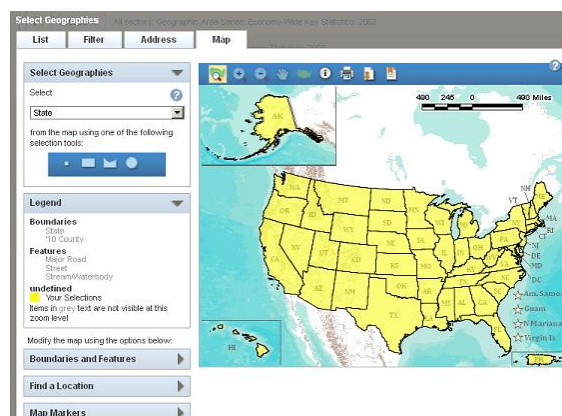 Select Geographies
All sectors: Geographic Area Series: Economy-Wide Key Statistics: 2002
List
Filter
Address
Map
Select Geographies
Select
?
State
from the map using one of the following
selection tools:
Legend
Boundaries
State
'10 County
Features
Major Road
Street
Stream/Waterbody
undefined
Your Selections
Items in grey text are not visible at this
zoom level
Modify the map using the options below:
Boundaries and Features
Find a Location
Map Markers
?
490 245 0 490 Miles
AK
WA
MT
ND
MN
OR
ID
WY
SD
WI
MI
NY
ME
NH
VT
MA
RI
CT
NJ
DE
MD
DC
NV
UT
CO
NE
IA
IL
IN
OH
PA
WV
VA
CA
KS
MO
KY
NC
TN
AZ
NM
OK
AR
SC
MS
AL
GA
TX
LA
FL
HI
Am. Samoa
Guam
N Mariana
Virgin Is
PR